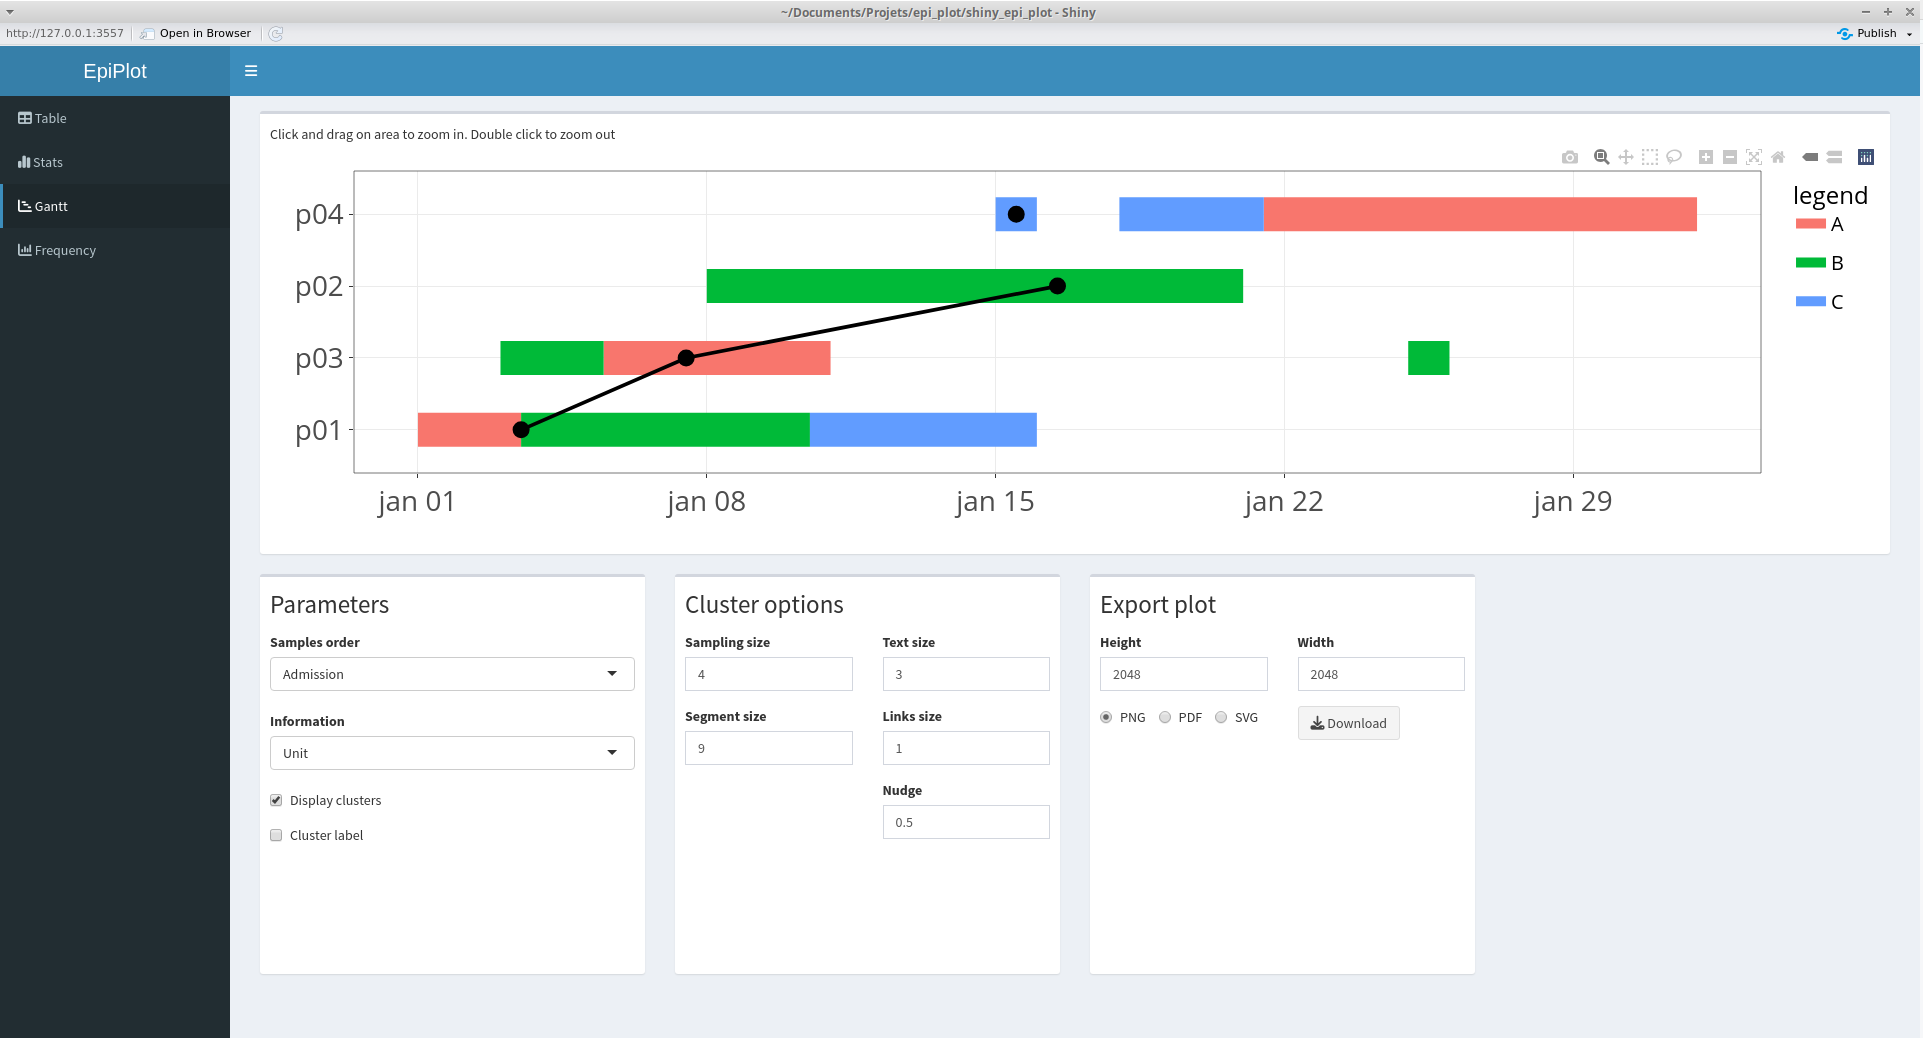 ~/Documents/Projets/epi_plot/shiny_epi_plot - Shiny
http://127.0.0.1:3557
Open in Browser
Publish
EpiPlot
Table
Stats
Gantt
Frequency
Click and drag on area to zoom in. Double click to zoom out
p04
p02
p03
p01
jan 01
jan 08
jan 15
jan 22
jan 29
legend
A
B
C
Parameters
Samples order
Admission
Information
Unit
Display clusters
Cluster label
Cluster options
Sampling size
Text size
4
3
Segment size
Links size
9
1
Nudge
0.5
Export plot
Height
Width
2048
2048
PNG
PDF
SVG
Download